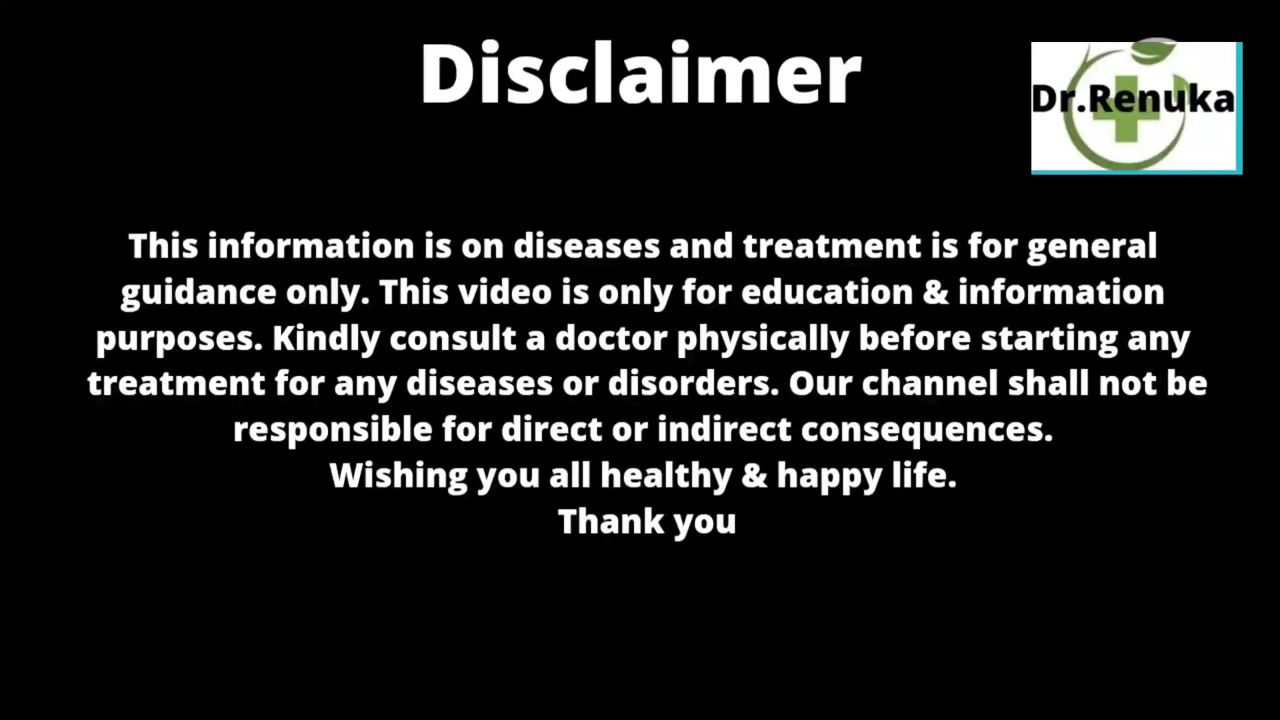 Disclaimer
Dr.Renuka
This information is on diseases and treatment is for general
guidance only. This video is only for education & information
purposes. Kindly consult a doctor physically before starting any
treatment for any diseases or disorders. Our channel shall not be
responsible for direct or indirect consequences.
Wishing you all healthy & happy life.
Thank you